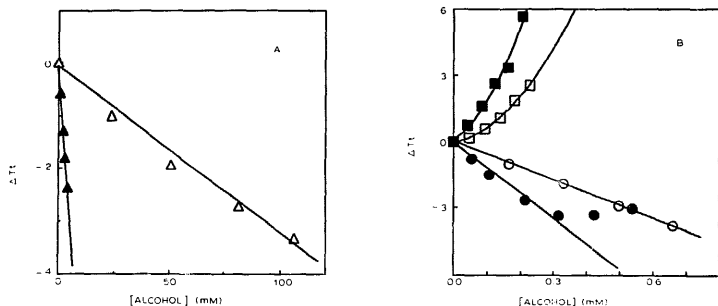 A
0
-2
-4
ΔTt
0
50
100
[ALCOHOL] (mM)
B
6
3
0
-3
ΔTt
0.0
0.3
0.6
[ALCOHOL] (mM)